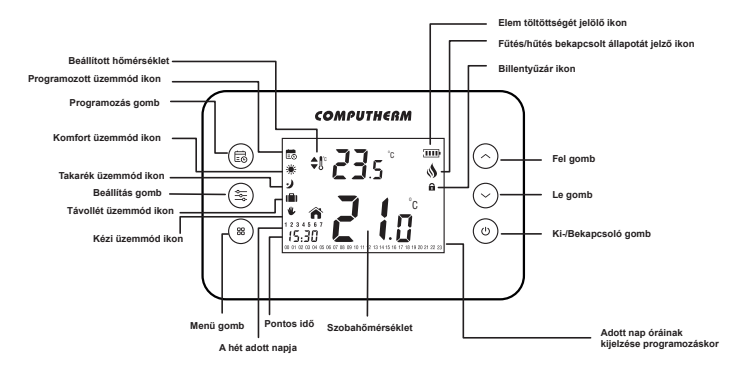 Elem töltöttségét jelölő ikon
Fűtés/hűtés bekapcsolt állapotát jelző ikon
Billentyűzár ikon
Beállított hőmérséklet
Programozott üzemmód ikon
Programozás gomb
Komfort üzemmód ikon
Takarék üzemmód ikon
Beállítás gomb
Távollét üzemmód ikon
Kézi üzemmód ikon
COMPUTHERM
°C
23.5 °C
21.0 °C
1 2 3 4 5 6 7
15:30
00 01 02 03 04 05 06 07 08 09 10 11 12 13 14 15 16 17 18 19 20 21 22 23
Fel gomb
Le gomb
Ki-/Bekapcsoló gomb
Menü gomb
Pontos idő
A hét adott napja
Szobahőmérséklet
Adott nap óráinak
kijelzése programozáskor